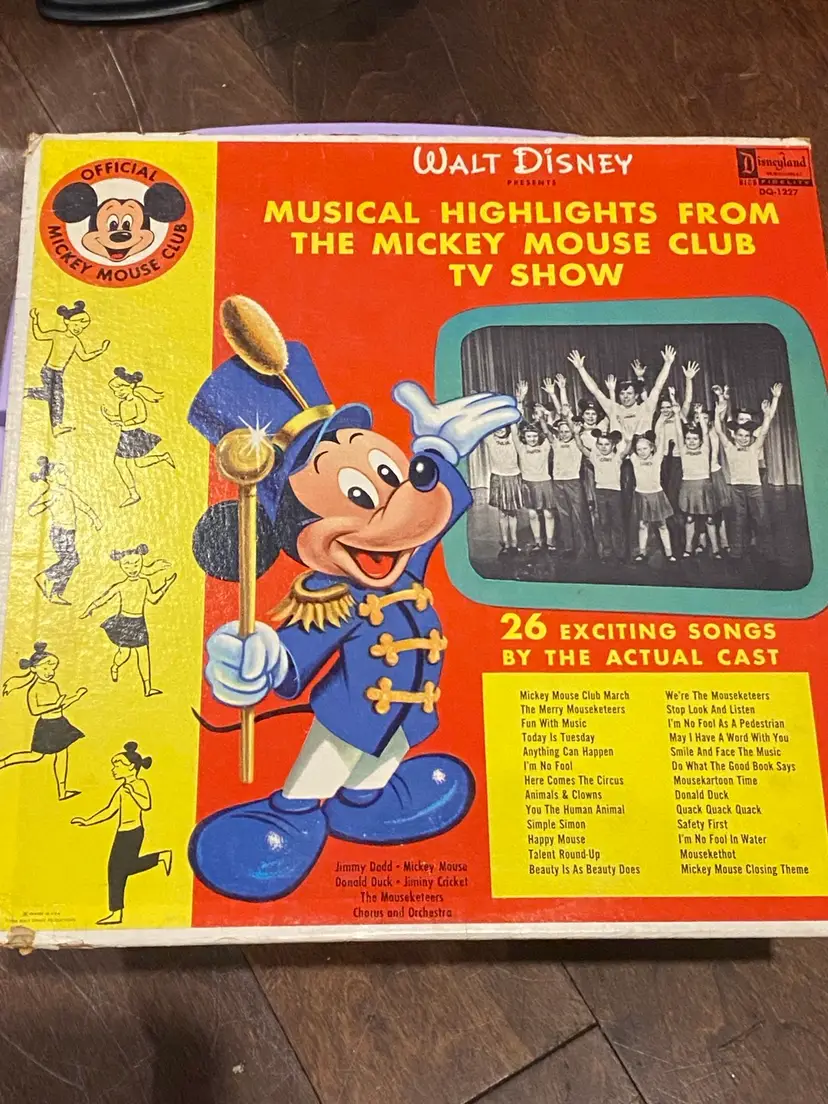 OFFICIAL
MICKEY MOUSE CLUB
WALT DISNEY
PRESENTS
Disneyland
FIDELITY
DQ-1227
MUSICAL HIGHLIGHTS FROM
THE MICKEY MOUSE CLUB
TV SHOW
26 EXCITING SONGS
BY THE ACTUAL CAST
Mickey Mouse Club March
The Merry Mouseketeers
Fun With Music
Today Is Tuesday
Anything Can Happen
I'm No Fool
Here Comes The Circus
Animals & Clowns
You The Human Animal
Simple Simon
Happy Mouse
Talent Round-Up
Beauty Is As Beauty Does
We're The Mouseketeers
Stop Look And Listen
I'm No Fool As A Pedestrian
May I Have A Word With You
Smile And Face The Music
Do What The Good Book Says
Mousekartoon Time
Donald Duck
Quack Quack Quack
Safety First
I'm No Fool In Water
Mousekethot
Mickey Mouse Closing Theme
Jimmy Dodd • Mickey Mouse
Donald Duck • Jiminy Cricket
The Mouseketeers
Chorus and Orchestra